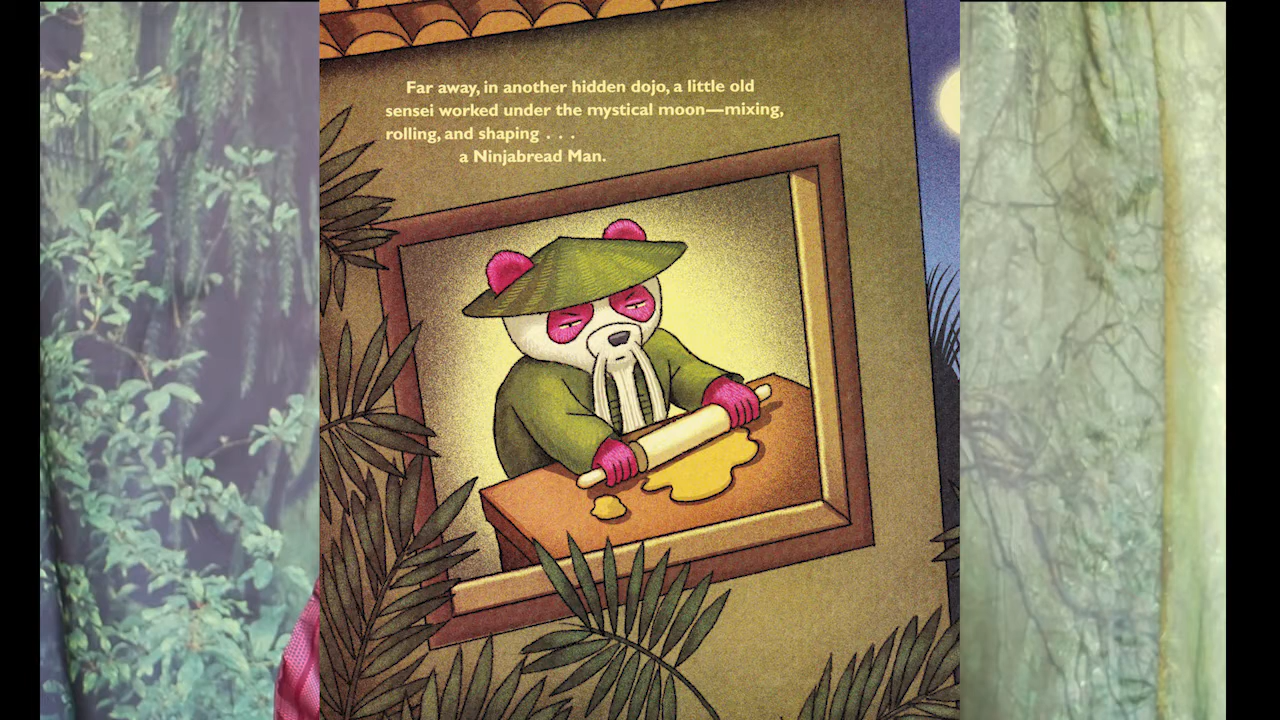 Far away, in another hidden dojo, a little old
sensei worked under the mystical moon—mixing,
rolling, and shaping . . .
a Ninjabread Man.